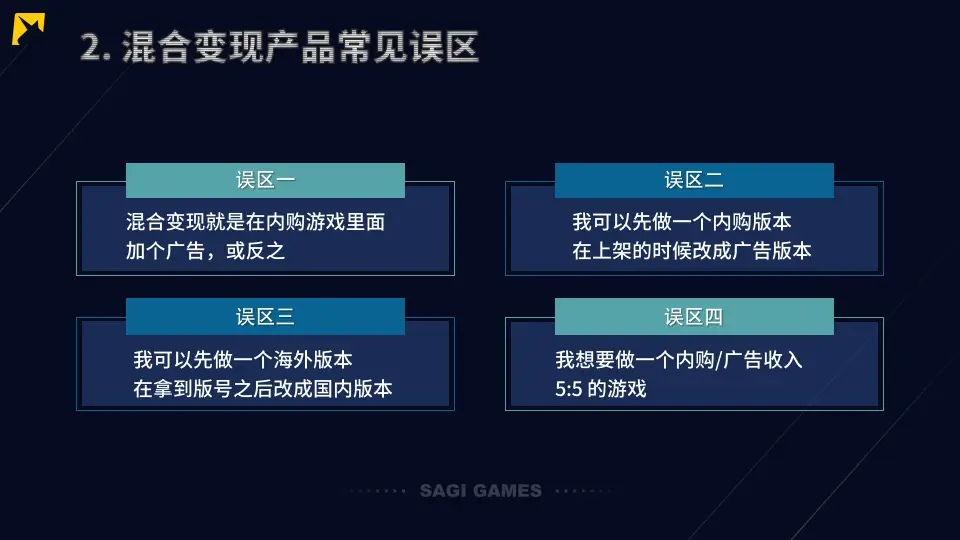 2. 混合变现产品常见误区
误区一
混合变现就是在内购游戏里面
加个广告，或反之
误区二
我可以先做一个内购版本
在上架的时候改成广告版本
误区三
我可以先做一个海外版本
在拿到版号之后改成国内版本
误区四
我想要做一个内购/广告收入
5:5 的游戏
SAGI GAMES